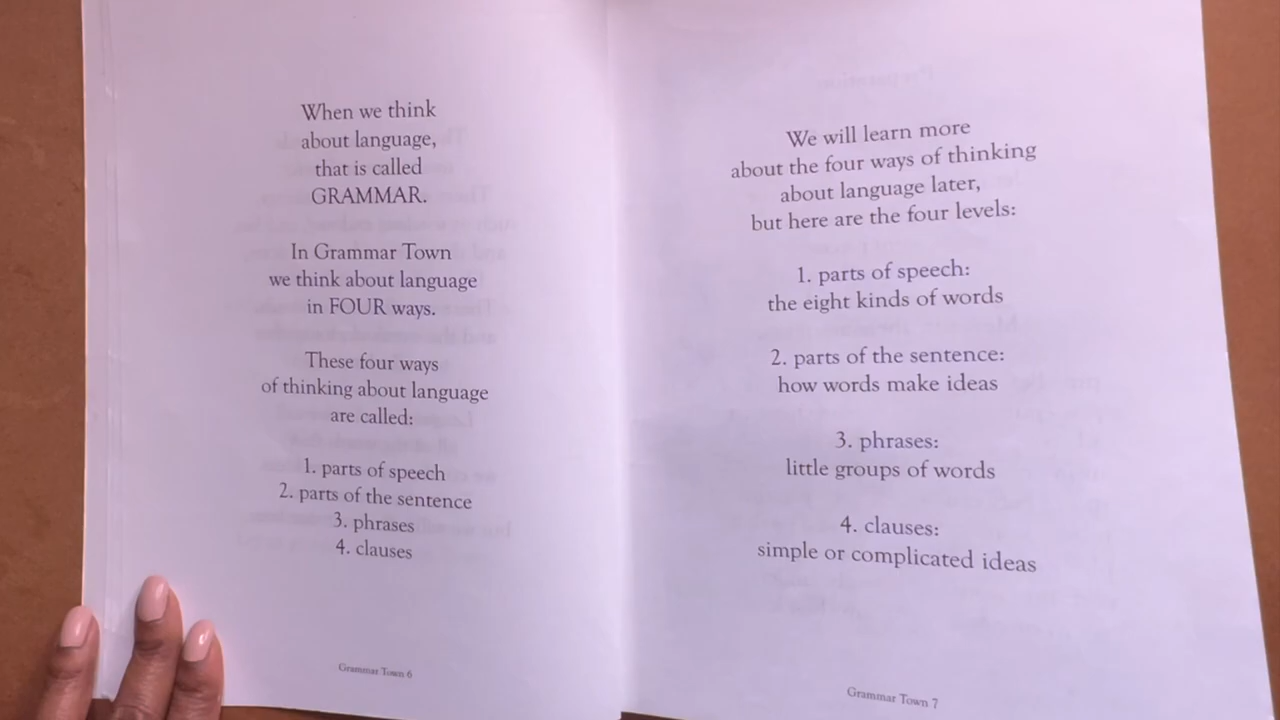 When we think
about language,
that is called
GRAMMAR.
In Grammar Town
we think about language
in FOUR ways.
These four ways
of thinking about language
are called:
1. parts of speech
2. parts of the sentence
3. phrases
4. clauses
Grammar Town 6
We will learn more
about the four ways of thinking
about language later,
but here are the four levels:
1. parts of speech:
the eight kinds of words
2. parts of the sentence:
how words make ideas
3. phrases:
little groups of words
4. clauses:
simple or complicated ideas
Grammar Town 7